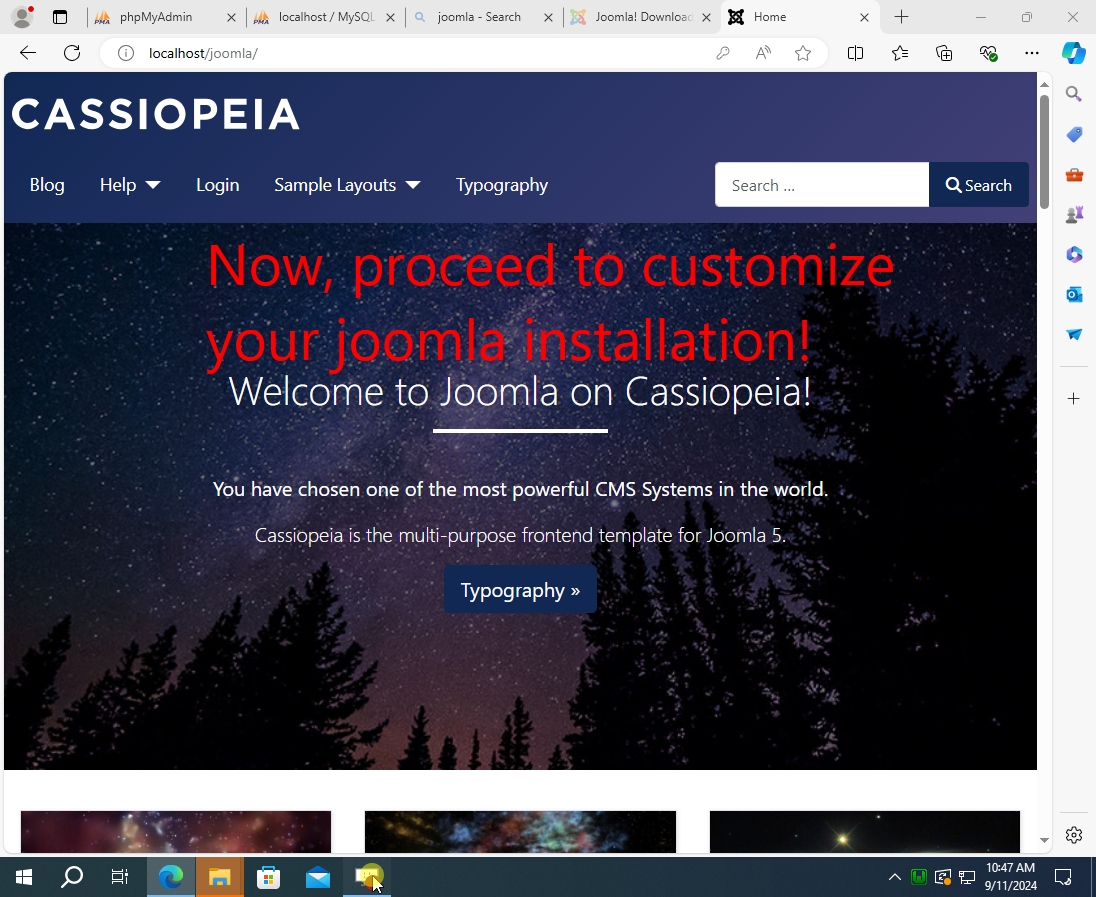 phpMyAdmin
localhost / MySQL
joomla - Search
Joomla! Download
Home
localhost/joomla/
CASSIOPEIA
Blog
Help
Login
Sample Layouts
Typography
Search ...
Search
Now, proceed to customize
your joomla installation!
Welcome to Joomla on Cassiopeia!
You have chosen one of the most powerful CMS Systems in the world.
Cassiopeia is the multi-purpose frontend template for Joomla 5.
Typography »
10:47 AM
9/11/2024